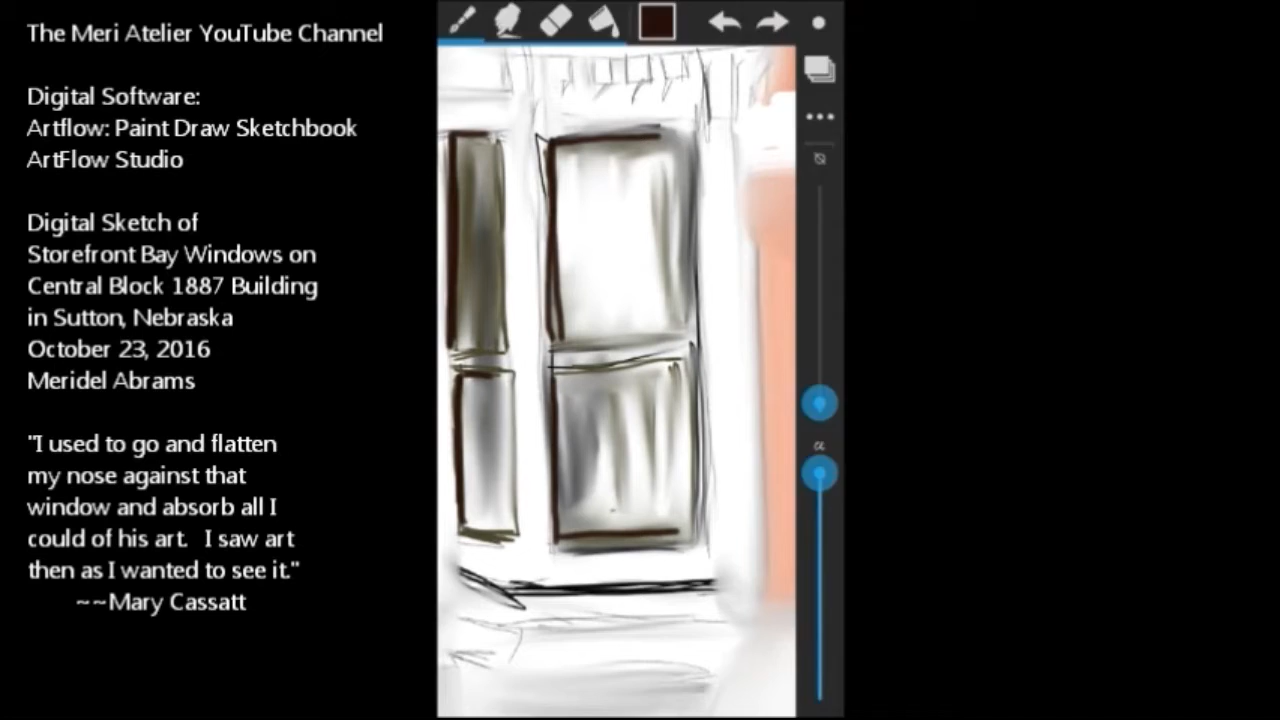 The Meri Atelier YouTube Channel
Digital Software:
Artflow: Paint Draw Sketchbook
ArtFlow Studio
Digital Sketch of
Storefront Bay Windows on
Central Block 1887 Building
in Sutton, Nebraska
October 23, 2016
Meridel Abrams
"I used to go and flatten
my nose against that
window and absorb all I
could of his art.  I saw art
then as I wanted to see it."
~~Mary Cassatt
α